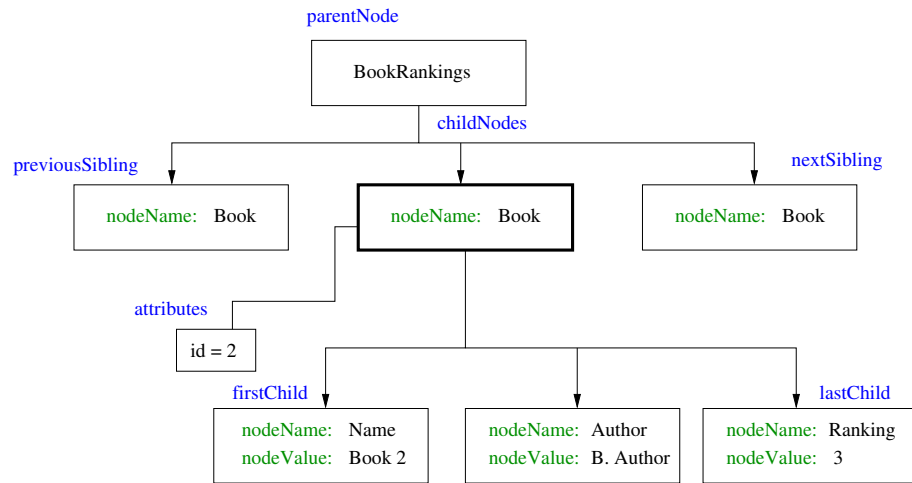 parentNode
BookRankings
childNodes
previousSibling
nextSibling
nodeName: Book
nodeName: Book
nodeName: Book
attributes
id = 2
firstChild
lastChild
nodeName: Name
nodeValue: Book 2
nodeName: Author
nodeValue: B. Author
nodeName: Ranking
nodeValue: 3